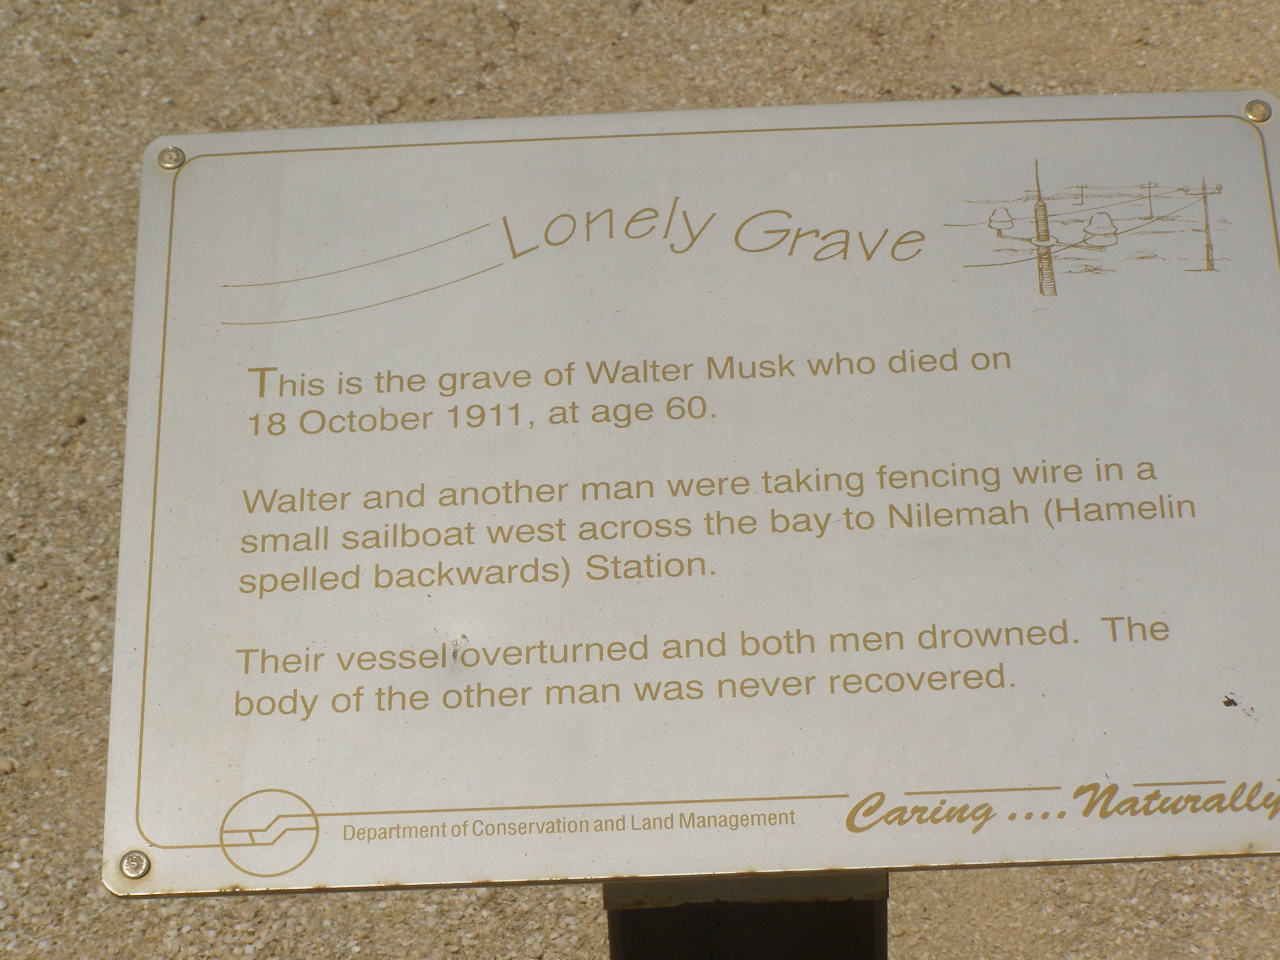 Lonely Grave
This is the grave of Walter Musk who died on
18 October 1911, at age 60.
Walter and another man were taking fencing wire in a
small sailboat west across the bay to Nilemah (Hamelin
spelled backwards) Station.
Their vessel overturned and both men drowned. The
body of the other man was never recovered.
Department of Conservation and Land Management
Caring .... Naturally